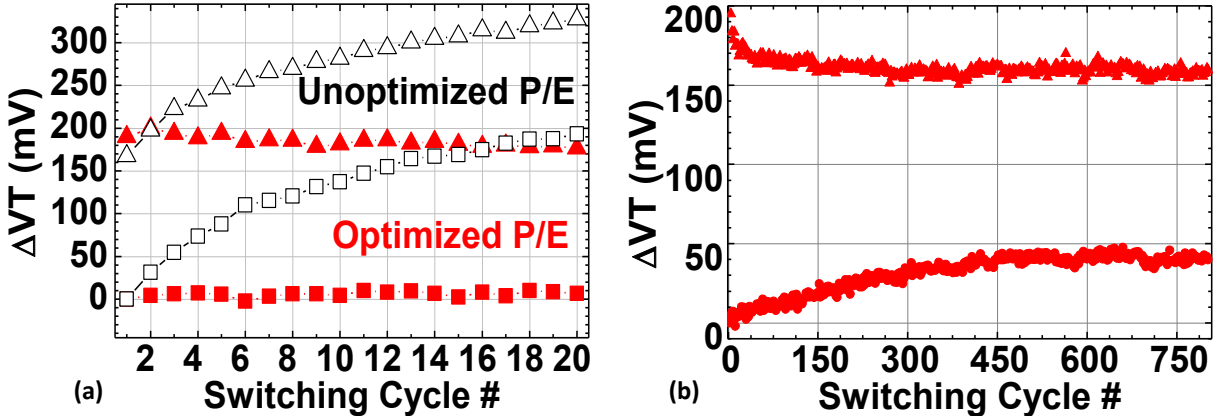 300
250
200
150
100
50
0
ΔVT (mV)
Unoptimized P/E
Optimized P/E
2 4 6 8 10 12 14 16 18 20
(a) Switching Cycle #
200
150
100
50
0
ΔVT (mV)
0 150 300 450 600 750
(b) Switching Cycle #